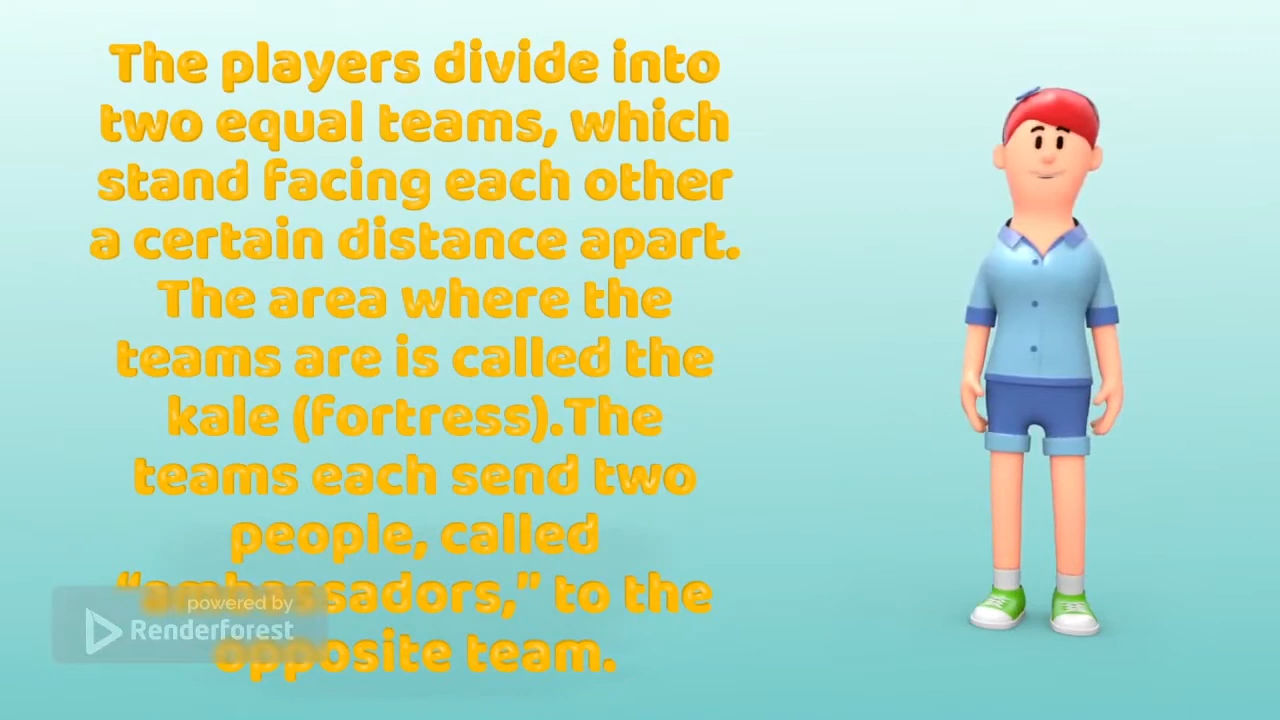 The players divide into
two equal teams, which
stand facing each other
a certain distance apart.
The area where the
teams are is called the
kale (fortress).The
teams each send two
people, called
“ambassadors,” to the
opposite team.
powered by
Renderforest